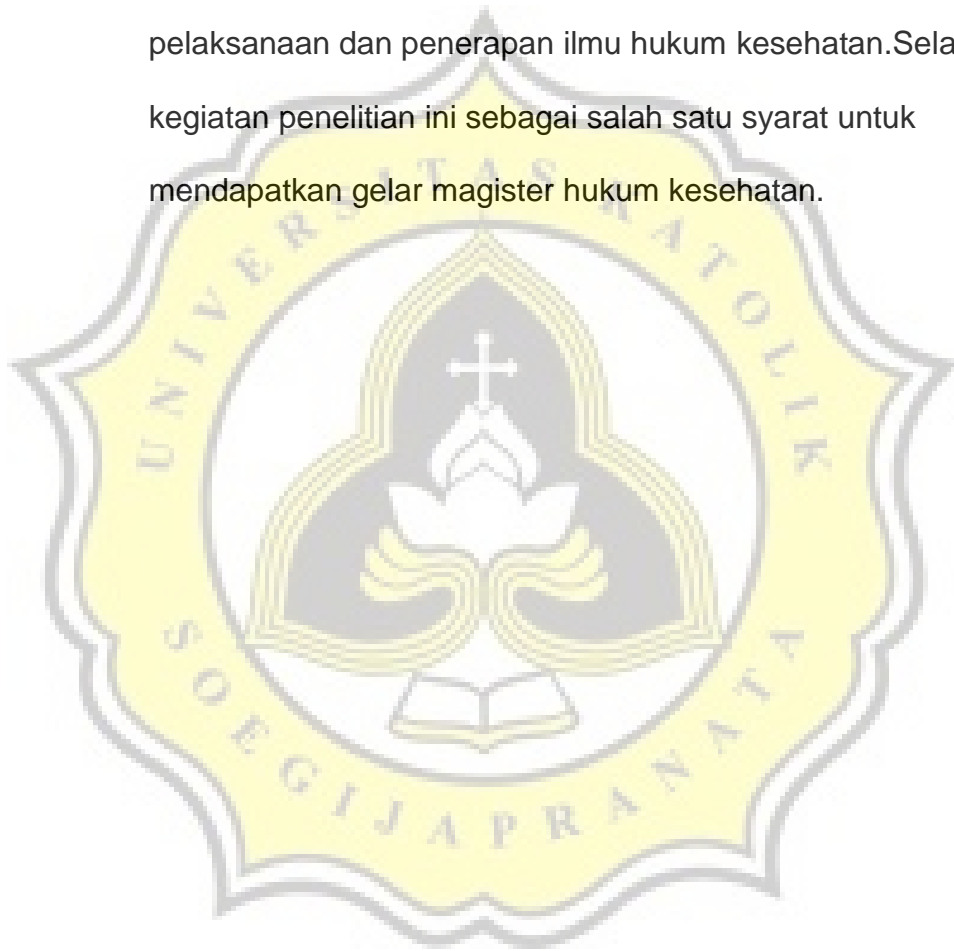 pelaksanaan dan penerapan ilmu hukum kesehatan.Sela
kegiatan penelitian ini sebagai salah satu syarat untuk
mendapatkan gelar magister hukum kesehatan.
UNIVERSITAS KATOLIK
SOEGIJAPRANATA